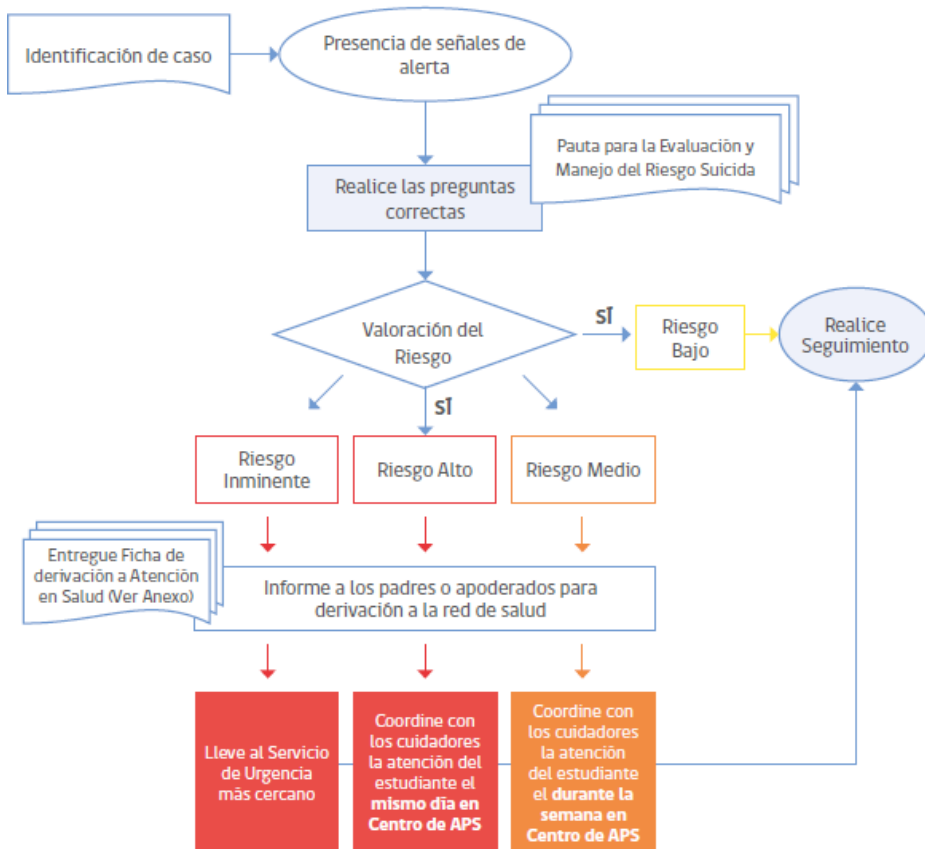 Identificación de caso
Presencia de señales de
alerta
Pauta para la Evaluación y
Manejo del Riesgo Suicida
Realice las preguntas
correctas
Valoración del
Riesgo
SÍ
Riesgo
Bajo
Realice
Seguimiento
SÍ
Riesgo
Inminente
Riesgo Alto
Riesgo Medio
Entregue Ficha de
derivación a Atención
en Salud (Ver Anexo)
Informe a los padres o apoderados para
derivación a la red de salud
Lleve al Servicio
de Urgencia
más cercano
Coordine con
los cuidadores
la atención del
estudiante el
mismo día en
Centro de APS
Coordine con
los cuidadores
la atención
del estudiante
el durante la
semana en
Centro de APS